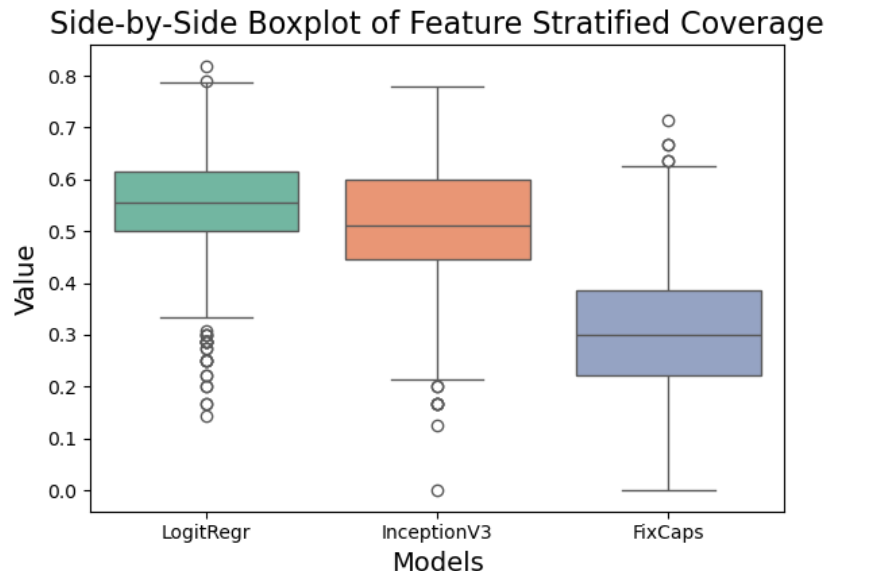 Side-by-Side Boxplot of Feature Stratified Coverage
0.8
0.7
0.6
0.5
0.4
0.3
0.2
0.1
0.0
Value
LogitRegr InceptionV3 FixCaps
Models